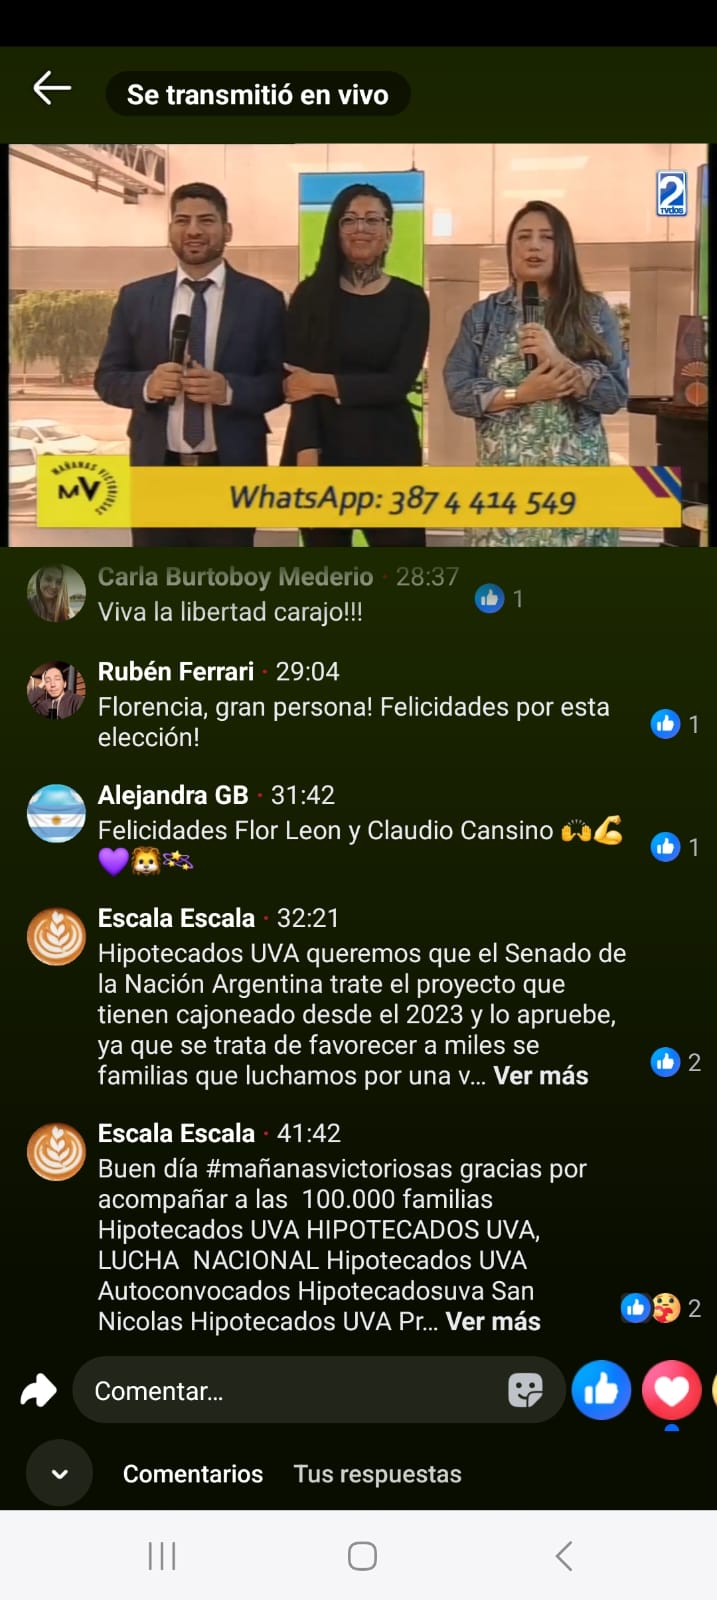 Se transmitió en vivo
2
TVdos
MAÑANAS VICTORIOSAS
MV
WhatsApp: 387 4 414 549
Carla Burtoboy Mederio · 28:37
Viva la libertad carajo!!!
1
Rubén Ferrari · 29:04
Florencia, gran persona! Felicidades por esta
elección!
1
Alejandra GB · 31:42
Felicidades Flor Leon y Claudio Cansino 🙌💪
💜🦁💫
1
Escala Escala · 32:21
Hipotecados UVA queremos que el Senado de
la Nación Argentina trate el proyecto que
tienen cajoneado desde el 2023 y lo apruebe,
ya que se trata de favorecer a miles se
familias que luchamos por una v... Ver más
2
Escala Escala · 41:42
Buen día #mañanasvictoriosas gracias por
acompañar a las  100.000 familias
Hipotecados UVA HIPOTECADOS UVA,
LUCHA  NACIONAL Hipotecados UVA
Autoconvocados Hipotecadosuva San
Nicolas Hipotecados UVA Pr... Ver más
2
Comentar...
Comentarios
Tus respuestas